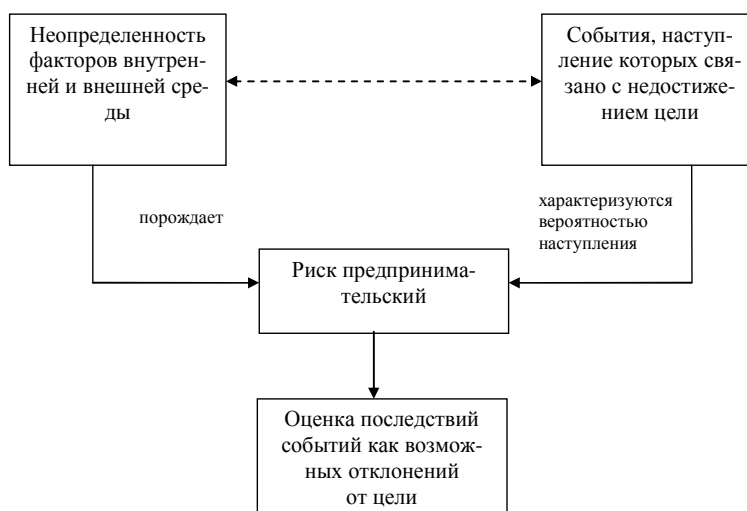 Неопределенность
факторов внутрен-
ней и внешней сре-
ды
События, наступ-
ление которых свя-
зано с недостиже-
нием цели
порождает
характеризуются
вероятностью
наступления
Риск предпринима-
тельский
Оценка последствий
событий как возмож-
ных отклонений
от цели